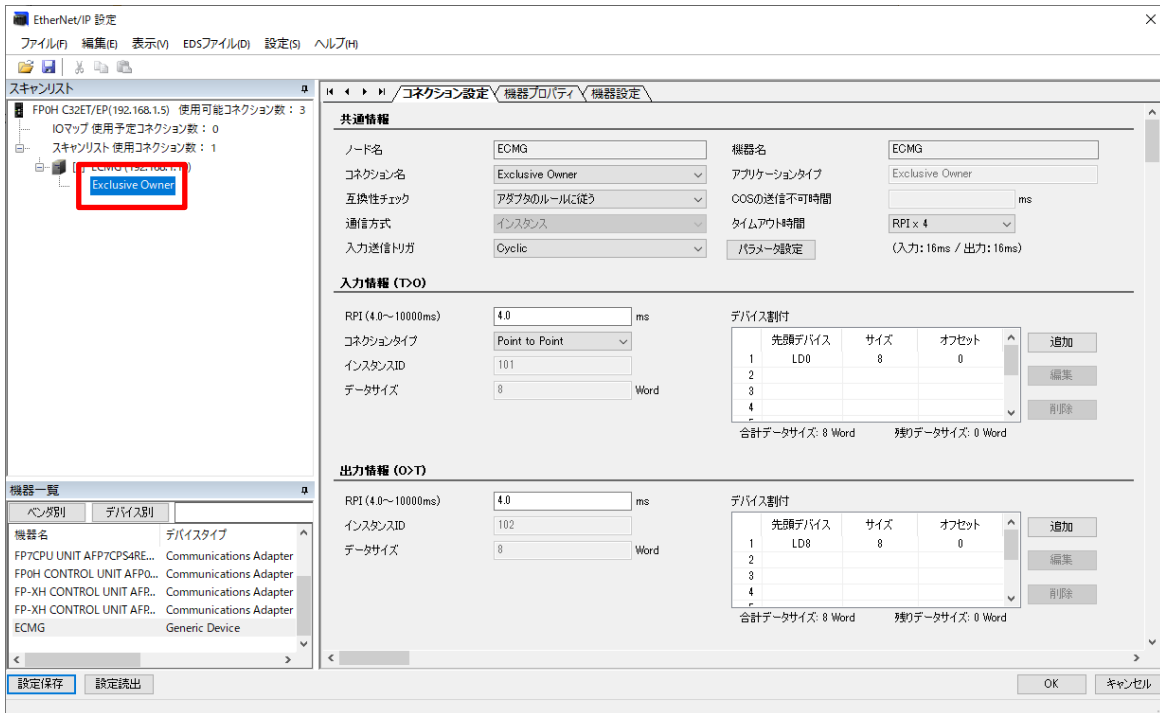 EtherNet/IP 設定
ファイル(F) 編集(E) 表示(V) EDSファイル(D) 設定(S) ヘルプ(H)
スキャンリスト
FP0H C32ET/EP(192.168.1.5) 使用可能コネクション数： 3
IOマップ 使用予定コネクション数： 0
スキャンリスト 使用コネクション数： 1
ECMG (192.168.1.10)
Exclusive Owner
コネクション設定 機器プロパティ 機器設定
共通情報
ノード名 ECMG 機器名 ECMG
コネクション名 Exclusive Owner アプリケーションタイプ Exclusive Owner
互換性チェック アダプタのルールに従う COSの送信不可時間 ms
通信方式 インスタンス タイムアウト時間 RPI x 4
入力送信トリガ Cyclic パラメータ設定 (入力: 16ms / 出力: 16ms)
入力情報 (T>O)
RPI (4.0～10000ms) 4.0 ms デバイス割付
コネクションタイプ Point to Point 先頭デバイス サイズ オフセット 追加
インスタンスID 101 1 LD0 8 0
2 編集
データサイズ 8 Word 3
4 削除
合計データサイズ: 8 Word 残りデータサイズ: 0 Word
出力情報 (O>T)
RPI (4.0～10000ms) 4.0 ms デバイス割付
インスタンスID 102 先頭デバイス サイズ オフセット 追加
データサイズ 8 Word 1 LD8 8 0
2 編集
3
4 削除
合計データサイズ: 8 Word 残りデータサイズ: 0 Word
機器一覧
ベンダ別 デバイス別
機器名 デバイスタイプ
FP7CPU UNIT AFP7CPS4RE... Communications Adapter
FP0H CONTROL UNIT AFP0... Communications Adapter
FP-XH CONTROL UNIT AFP... Communications Adapter
FP-XH CONTROL UNIT AFP... Communications Adapter
ECMG Generic Device
設定保存 設定読出 OK キャンセル